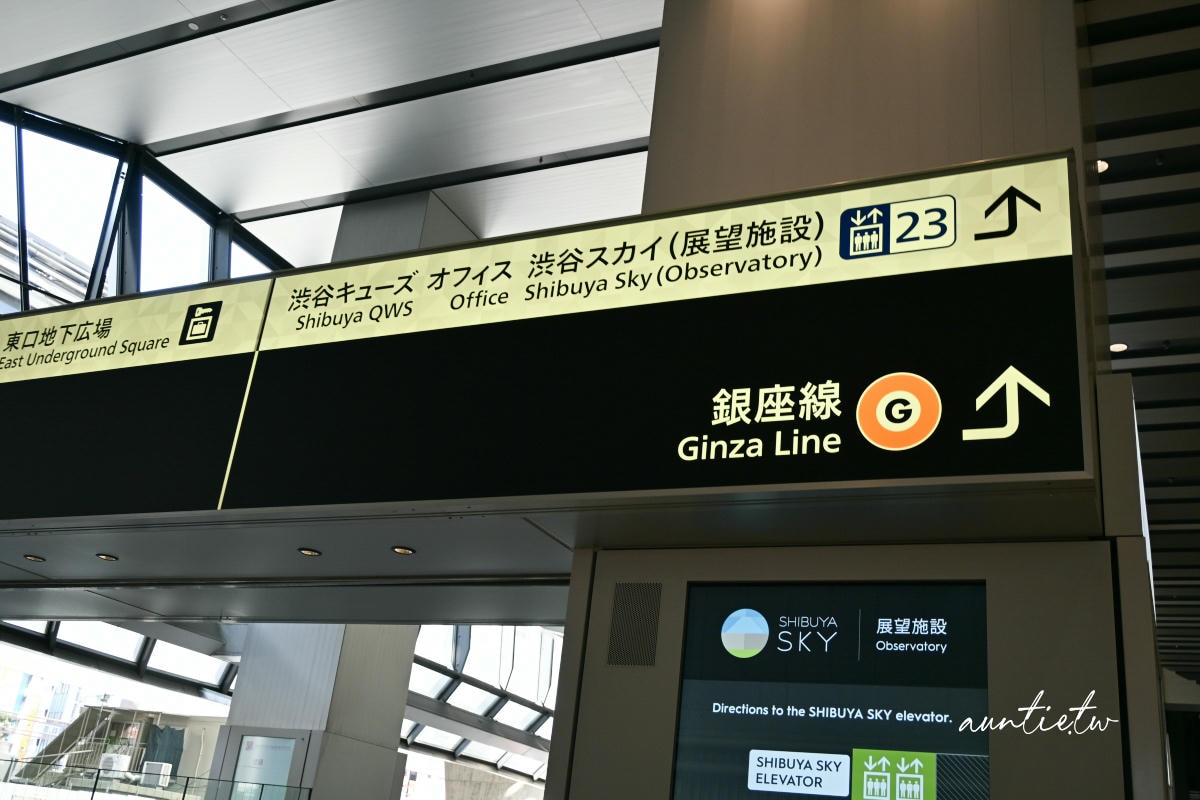 東口地下広場
East Underground Square
渋谷キューズ オフィス 渋谷スカイ(展望施設)
Shibuya QWS Office Shibuya Sky (Observatory)
23
銀座線
Ginza Line
G
SHIBUYA
SKY
展望施設
Observatory
Directions to the SHIBUYA SKY elevator.
SHIBUYA SKY
ELEVATOR
auntie.tw